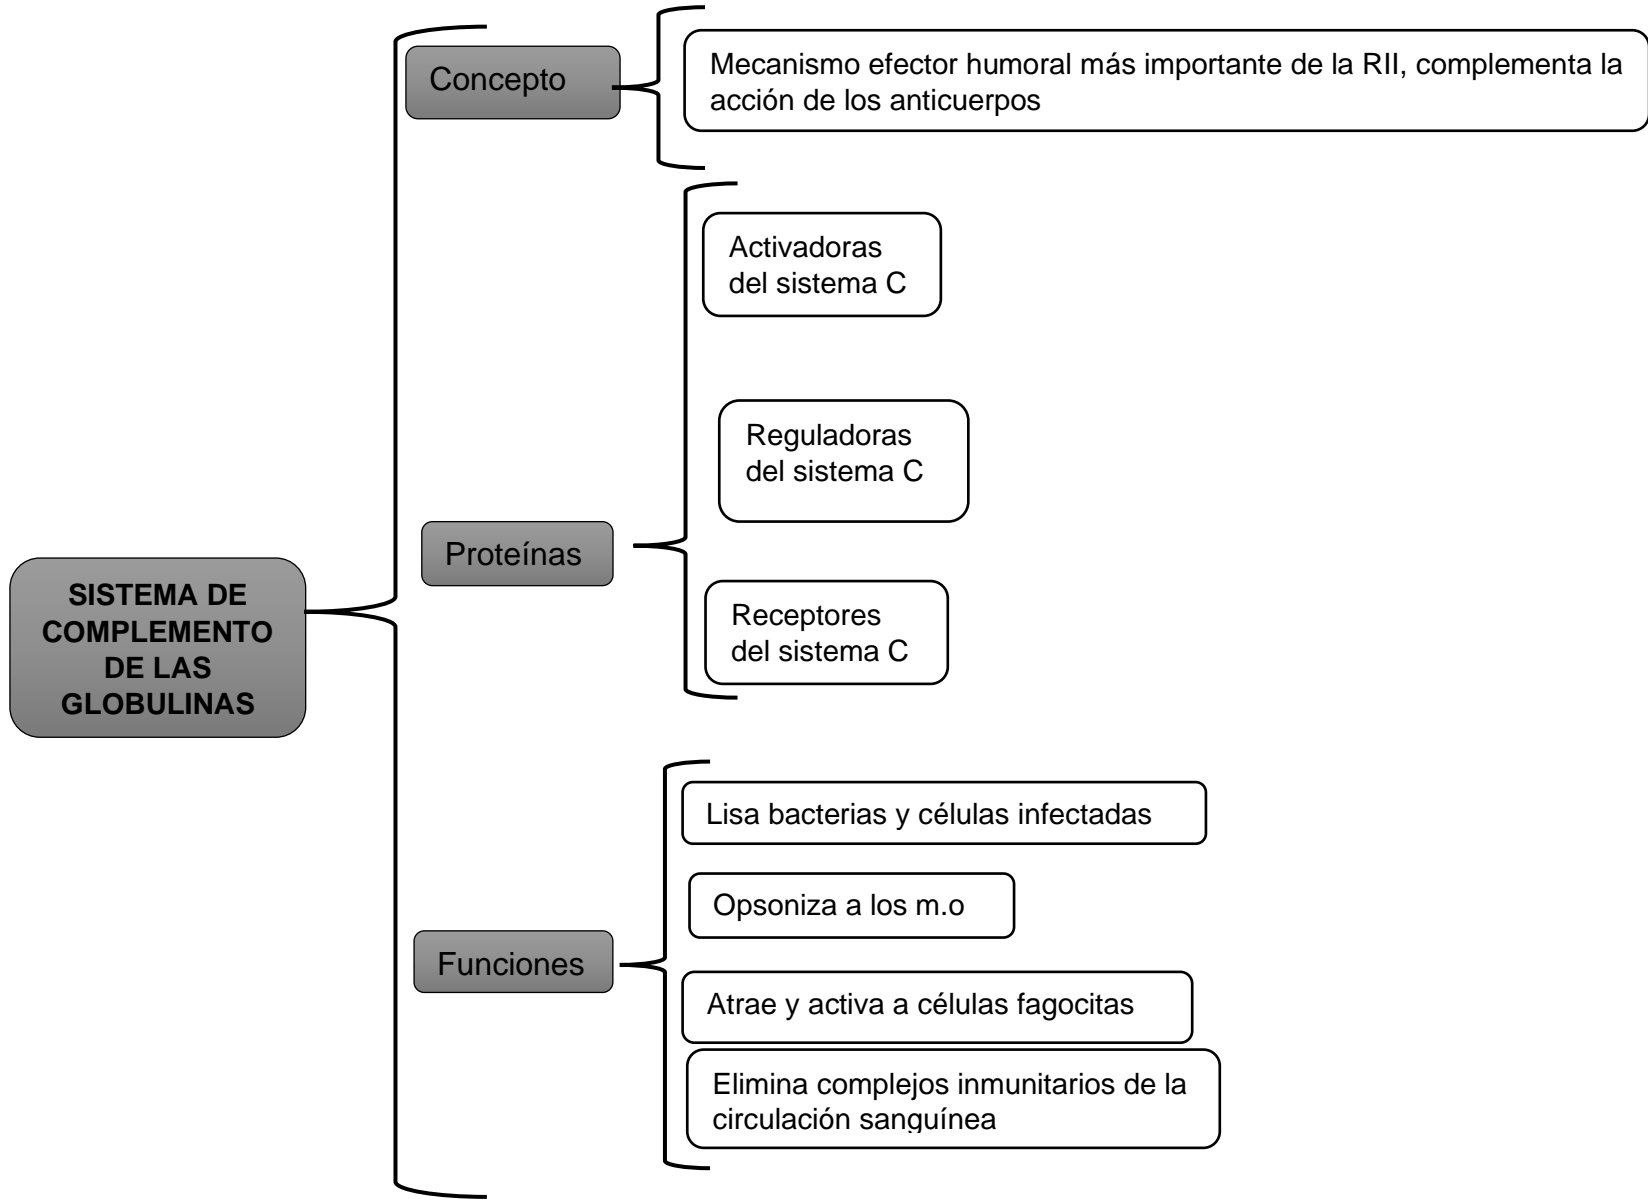 SISTEMA DE
COMPLEMENTO
DE LAS
GLOBULINAS
Concepto
Mecanismo efector humoral más importante de la RII, complementa la
acción de los anticuerpos
Proteínas
Activadoras
del sistema C
Reguladoras
del sistema C
Receptores
del sistema C
Funciones
Lisa bacterias y células infectadas
Opsoniza a los m.o
Atrae y activa a células fagocitas
Elimina complejos inmunitarios de la
circulación sanguínea